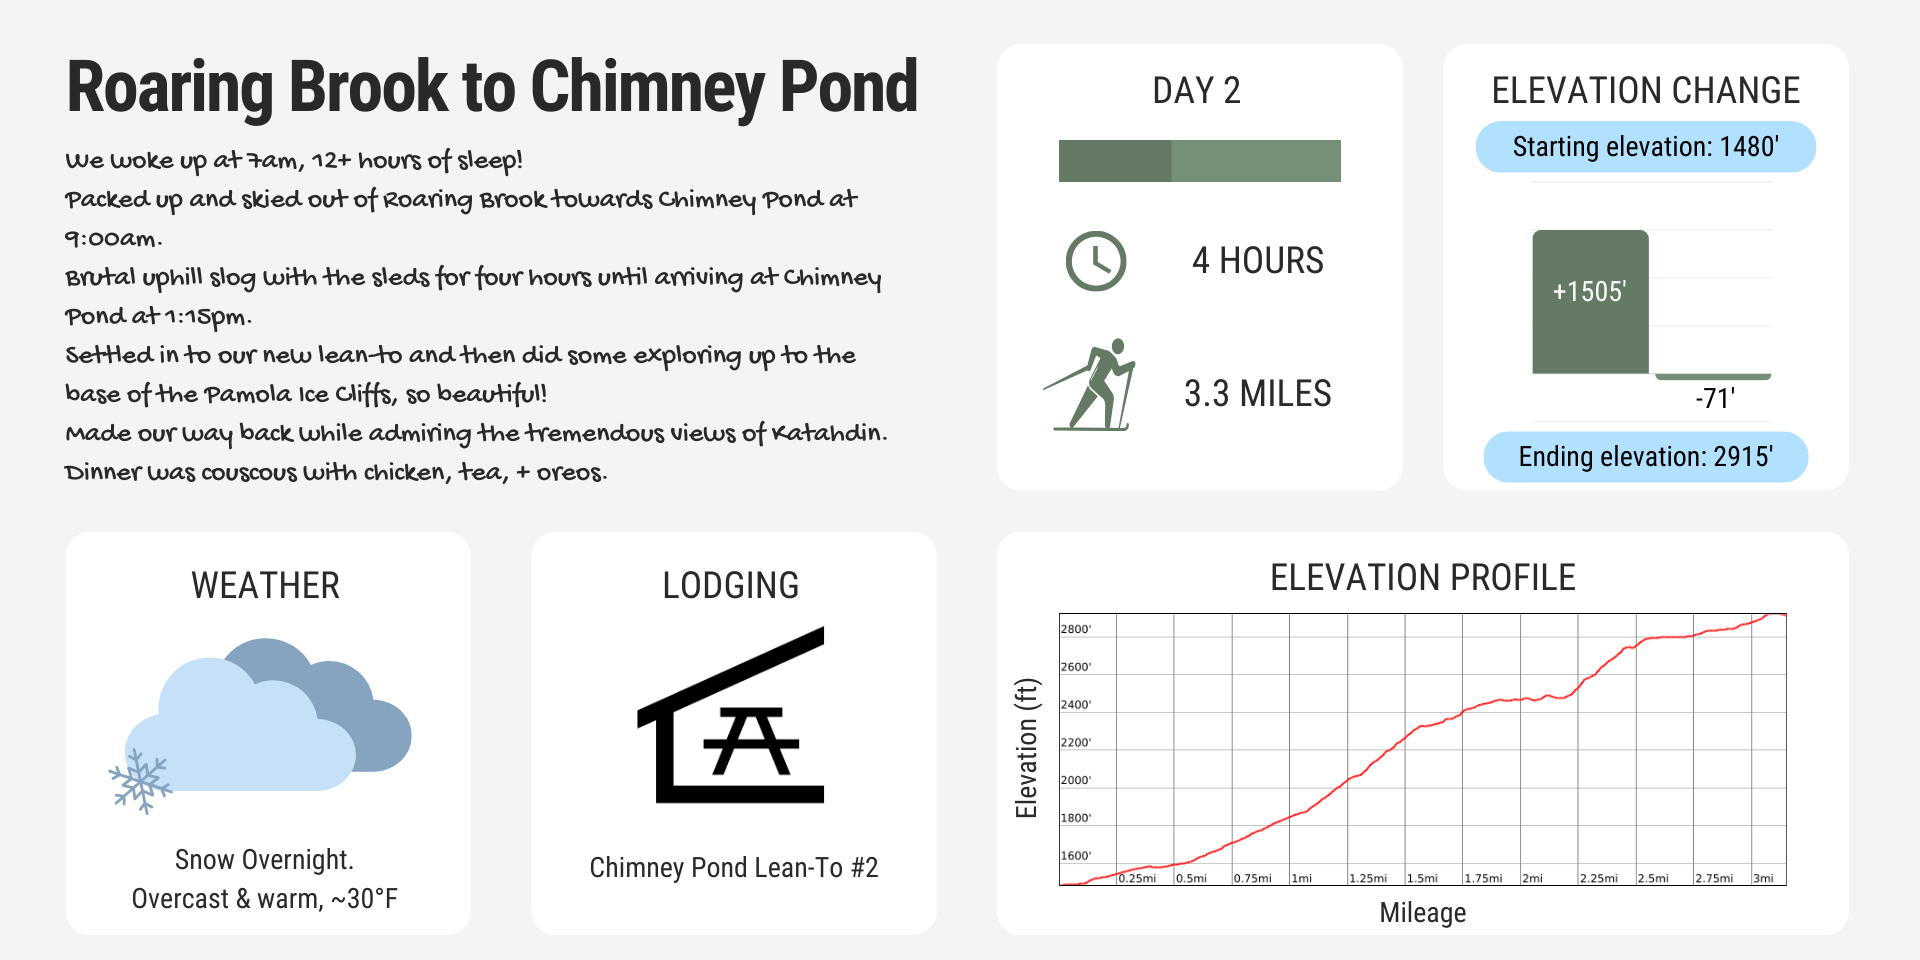 Roaring Brook to Chimney Pond
We woke up at 7am, 12+ hours of sleep!
Packed up and skied out of Roaring Brook towards Chimney Pond at
9:00am.
Brutal uphill slog with the sleds for four hours until arriving at Chimney
Pond at 1:15pm.
Settled in to our new lean-to and then did some exploring up to the
base of the Pamola Ice Cliffs, so beautiful!
Made our way back while admiring the tremendous views of Katahdin.
Dinner was couscous with chicken, tea, + oreos.
DAY 2
4 HOURS
3.3 MILES
ELEVATION CHANGE
Starting elevation: 1480'
+1505'
-71'
Ending elevation: 2915'
WEATHER
Snow Overnight.
Overcast & warm, ~30°F
LODGING
Chimney Pond Lean-To #2
ELEVATION PROFILE
Elevation (ft)
2800'
2600'
2400'
2200'
2000'
1800'
1600'
0.25mi 0.5mi 0.75mi 1mi 1.25mi 1.5mi 1.75mi 2mi 2.25mi 2.5mi 2.75mi 3mi
Mileage